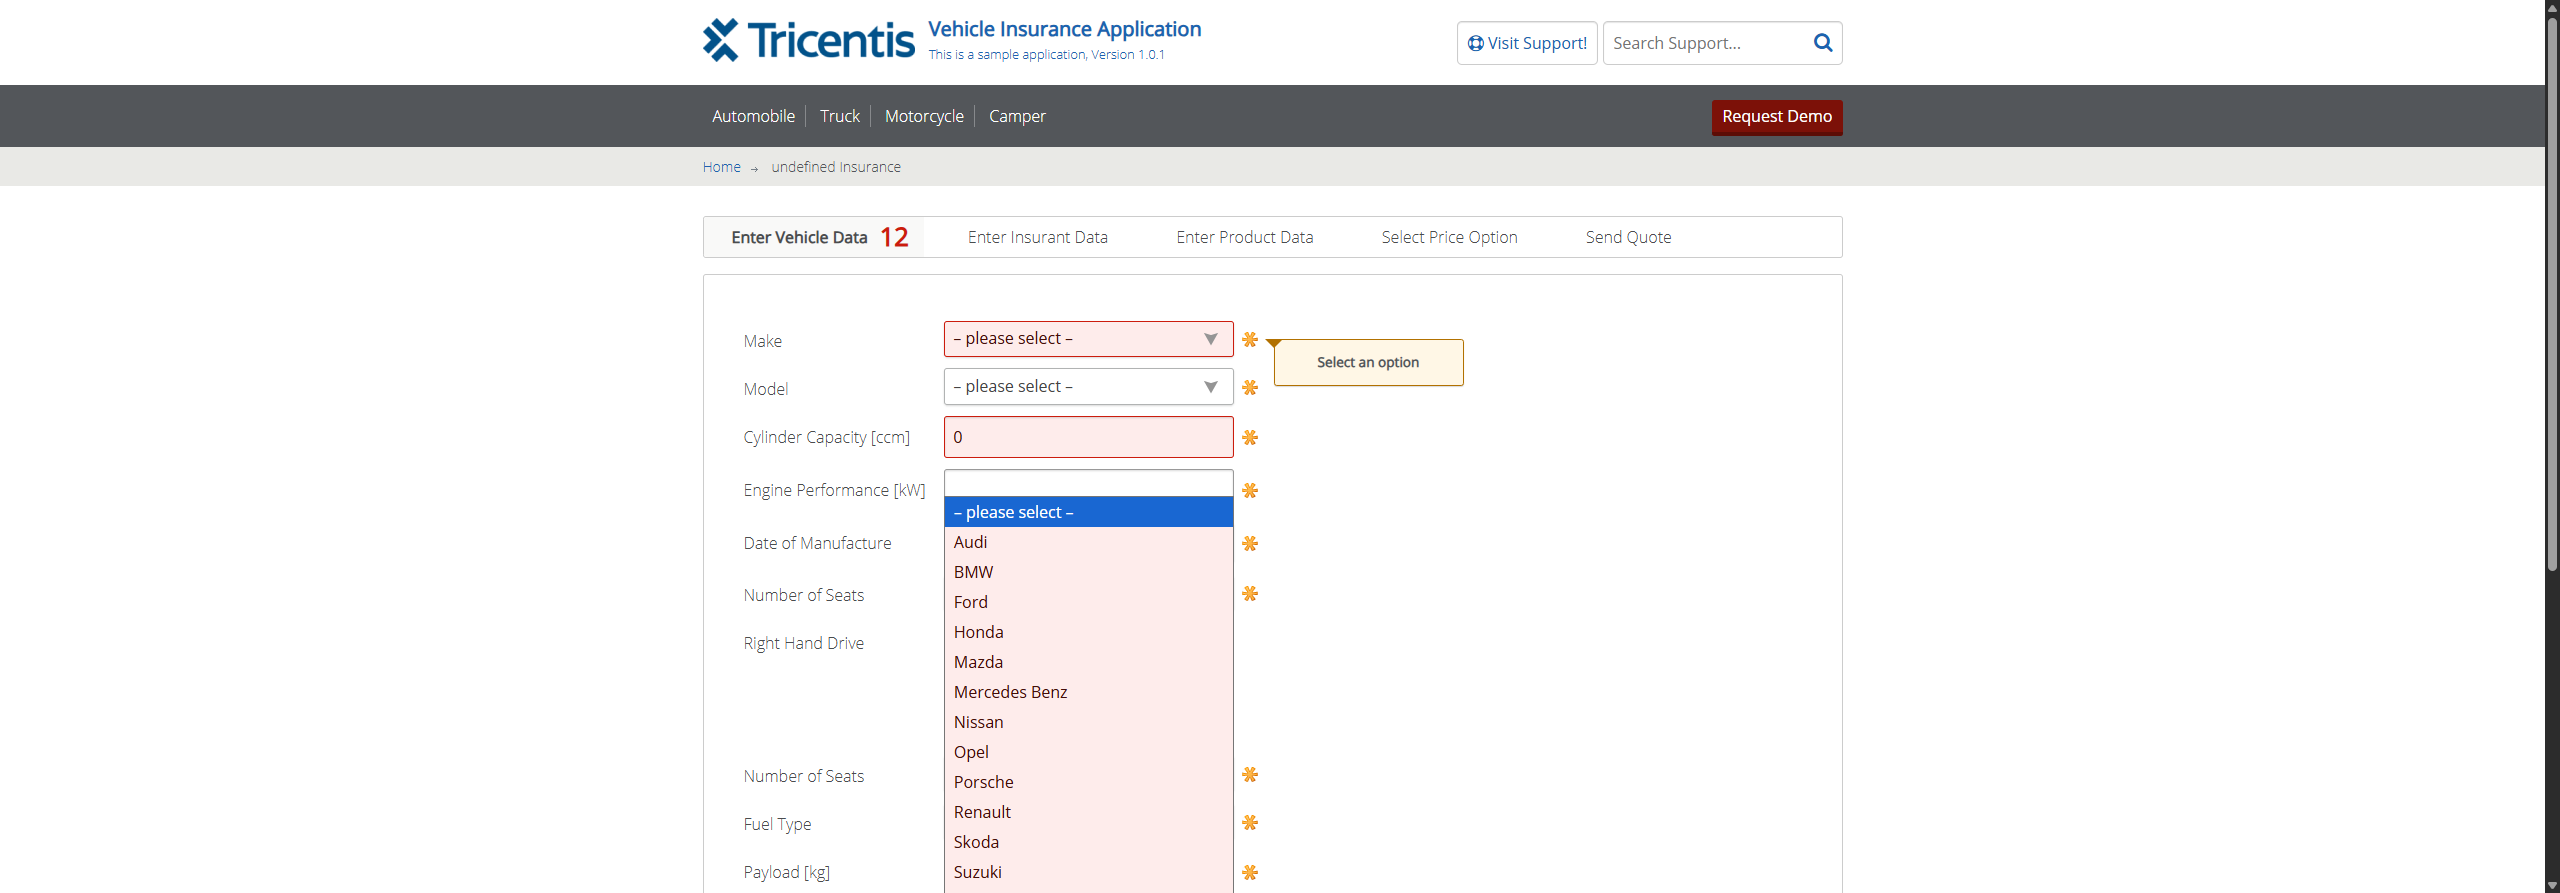 Tricentis
Vehicle Insurance Application
This is a sample application, Version 1.0.1
Visit Support!
Search Support...
Automobile
Truck
Motorcycle
Camper
Request Demo
Home → undefined Insurance
Enter Vehicle Data 12
Enter Insurant Data
Enter Product Data
Select Price Option
Send Quote
Make
– please select –
Select an option
Model
– please select –
Cylinder Capacity [ccm]
0
Engine Performance [kW]
– please select –
Audi
Date of Manufacture
BMW
Number of Seats
Ford
Honda
Right Hand Drive
Mazda
Mercedes Benz
Nissan
Opel
Number of Seats
Porsche
Renault
Fuel Type
Skoda
Payload [kg]
Suzuki